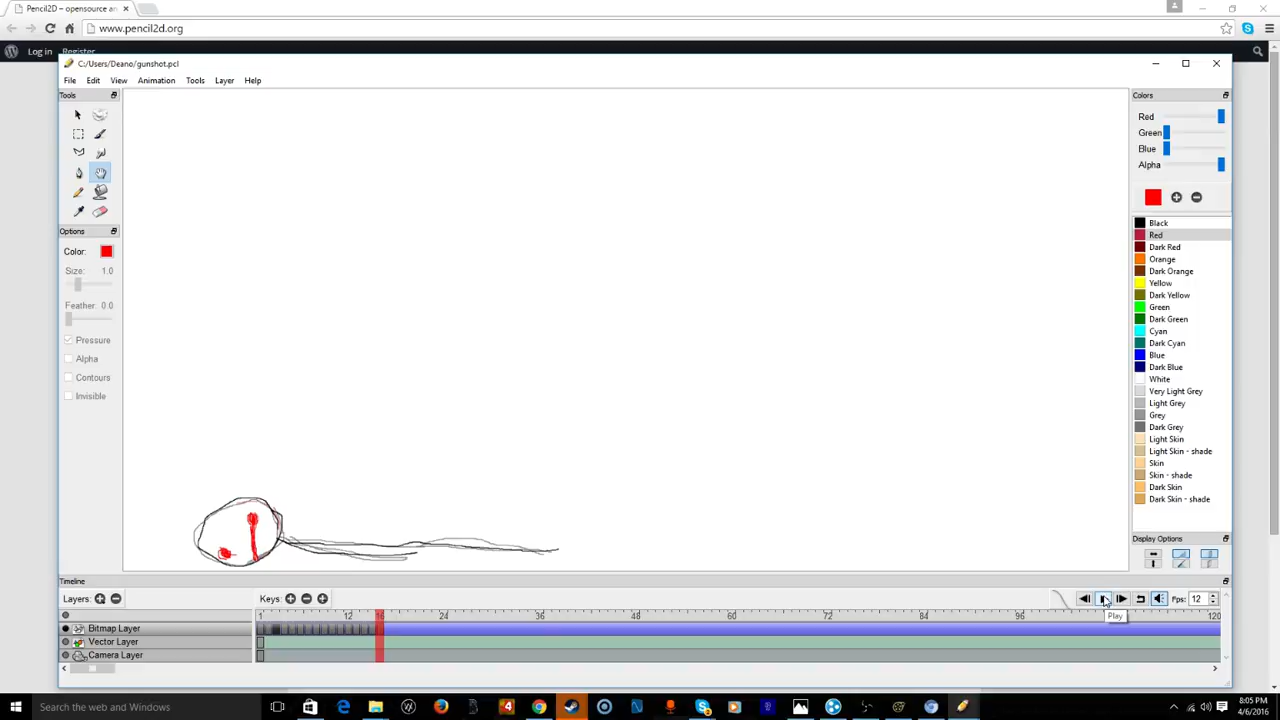 Pencil2D – opensource an
www.pencil2d.org
Log in
Register
C:/Users/Deano/gunshot.pcl
File Edit View Animation Tools Layer Help
Tools
Colors
Red
Green
Blue
Alpha
Options
Color:
Size: 1.0
Feather: 0.0
Pressure
Alpha
Contours
Invisible
Black
Red
Dark Red
Orange
Dark Orange
Yellow
Dark Yellow
Green
Dark Green
Cyan
Dark Cyan
Blue
Dark Blue
White
Very Light Grey
Light Grey
Grey
Dark Grey
Light Skin
Light Skin - shade
Skin
Skin - shade
Dark Skin
Dark Skin - shade
Display Options
Timeline
Layers:
Keys:
Fps: 12
1 12 16 24 36 48 60 72 84 96 120
Play
Bitmap Layer
Vector Layer
Camera Layer
Search the web and Windows
8:05 PM
4/6/2016